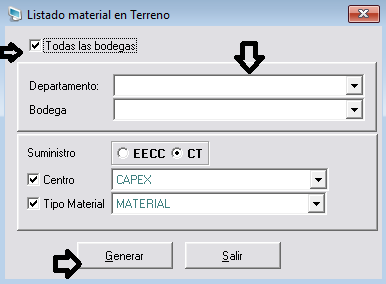 Listado material en Terreno
Todas las bodegas
Departamento:
Bodega
Suministro EECC CT
Centro CAPEX
Tipo Material MATERIAL
Generar Salir